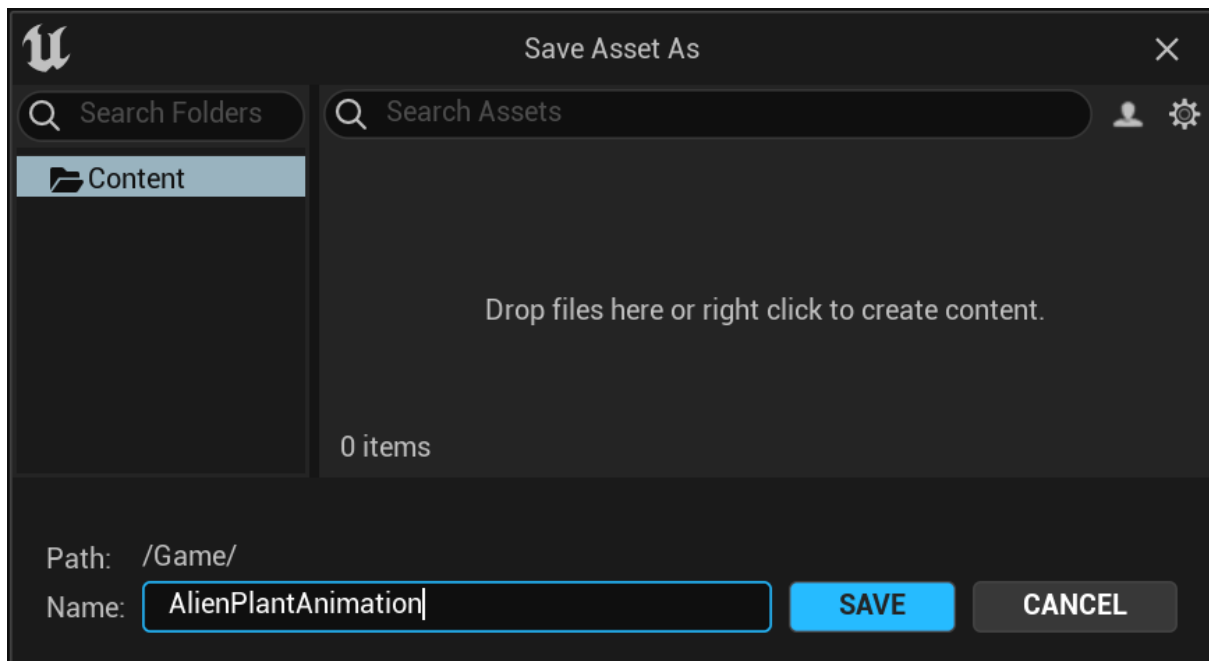 Save Asset As
Search Folders
Search Assets
Content
Drop files here or right click to create content.
0 items
Path: /Game/
Name: AlienPlantAnimation
SAVE
CANCEL